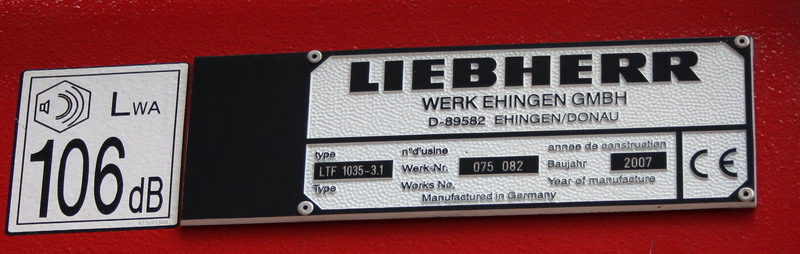 LWA
106 dB
LIEBHERR
WERK EHINGEN GMBH
D-89582 EHINGEN/DONAU
type
LTF 1035-3.1
Type
n°d'usine
Werk-Nr. 075 082
Works No.
annee de construction
Baujahr 2007
Year of manufacture
Manufactured in Germany
CE